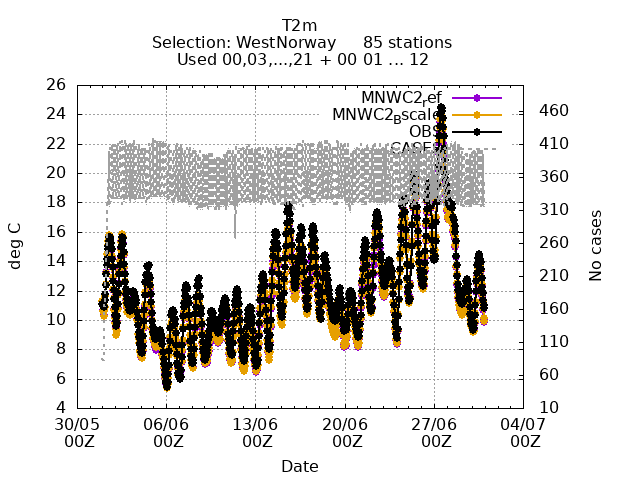 T2m
Selection: WestNorway 85 stations
Used 00,03,...,21 + 00 01 ... 12
MNWC2_ref
MNWC2_Bscale
OBS
CASES
26
24
22
20
18
16
14
12
10
8
6
4
deg C
460
410
360
310
260
210
160
110
60
10
No cases
30/05 06/06 13/06 20/06 27/06 04/07
00Z 00Z 00Z 00Z 00Z 00Z
Date